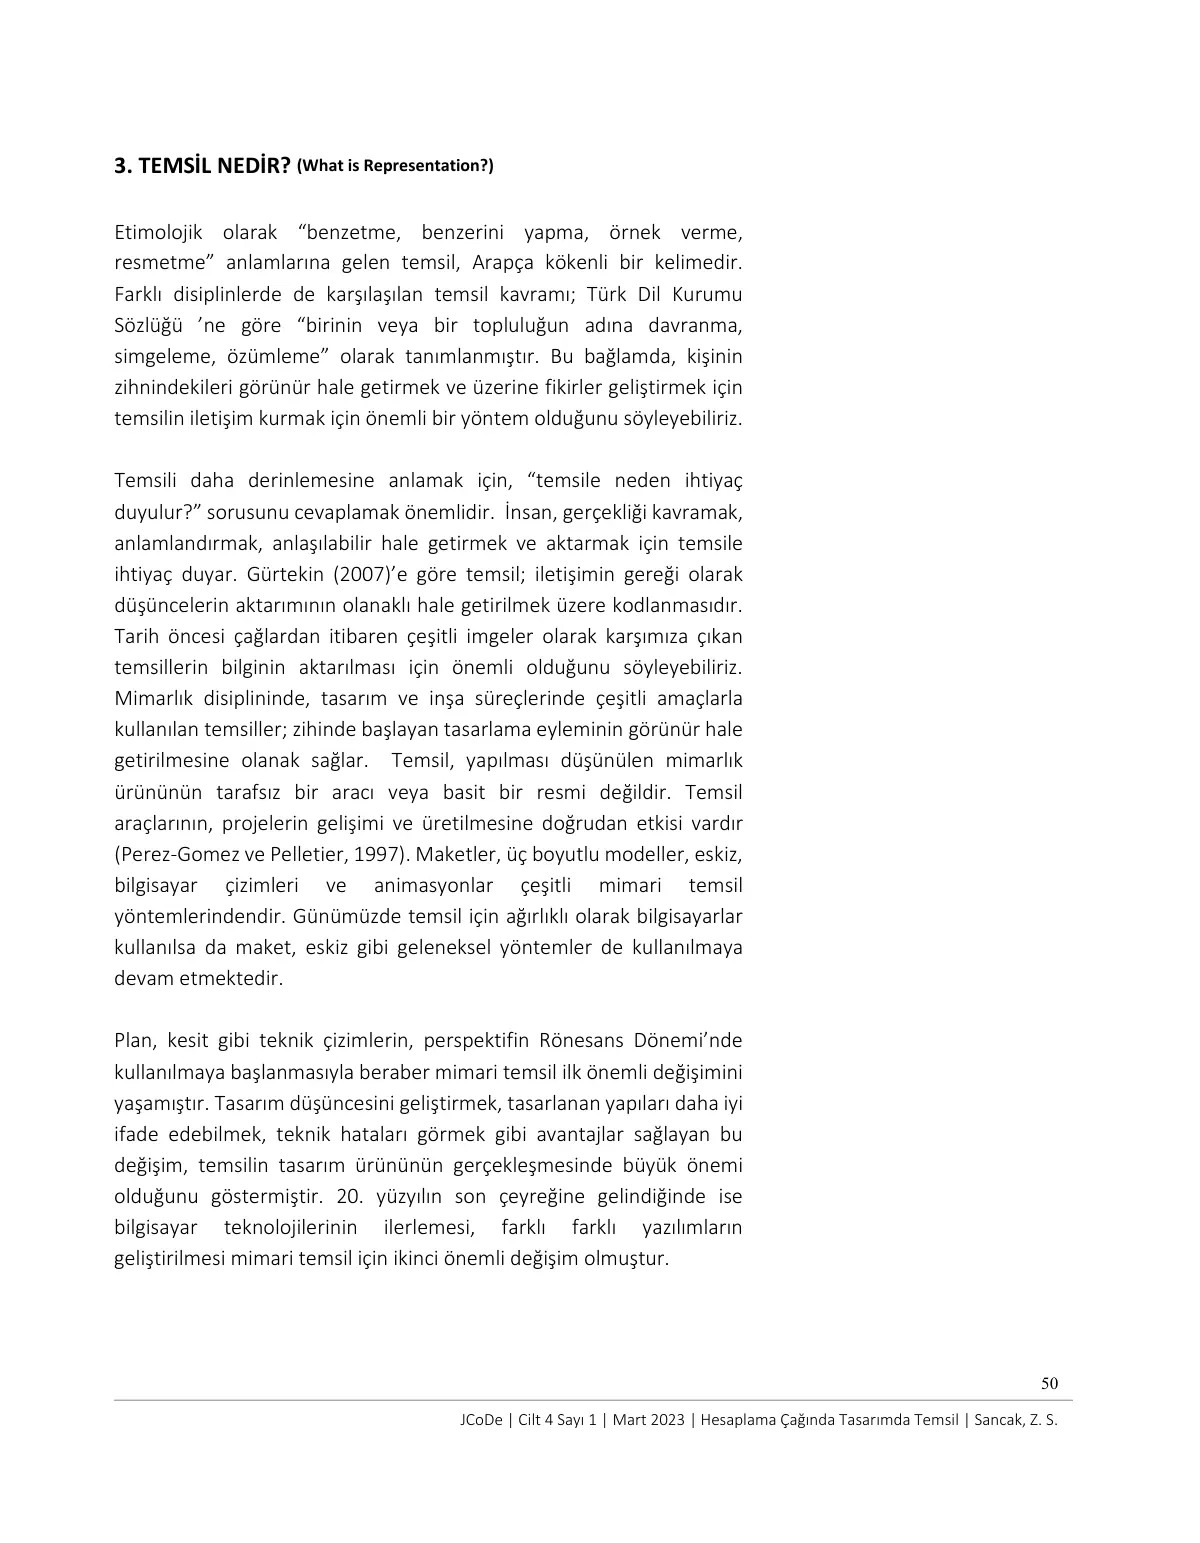 3. TEMSİL NEDİR? (What is Representation?)
Etimolojik olarak “benzetme, benzerini yapma, örnek verme,
resmetme” anlamlarına gelen temsil, Arapça kökenli bir kelimedir.
Farklı disiplinlerde de karşılaşılan temsil kavramı; Türk Dil Kurumu
Sözlüğü ’ne göre “birinin veya bir topluluğun adına davranma,
simgeleme, özümleme” olarak tanımlanmıştır. Bu bağlamda, kişinin
zihnindekileri görünür hale getirmek ve üzerine fikirler geliştirmek için
temsilin iletişim kurmak için önemli bir yöntem olduğunu söyleyebiliriz.
Temsili daha derinlemesine anlamak için, “temsile neden ihtiyaç
duyulur?” sorusunu cevaplamak önemlidir.  İnsan, gerçekliği kavramak,
anlamlandırmak, anlaşılabilir hale getirmek ve aktarmak için temsile
ihtiyaç duyar. Gürtekin (2007)’e göre temsil; iletişimin gereği olarak
düşüncelerin aktarımının olanaklı hale getirilmek üzere kodlanmasıdır.
Tarih öncesi çağlardan itibaren çeşitli imgeler olarak karşımıza çıkan
temsillerin bilginin aktarılması için önemli olduğunu söyleyebiliriz.
Mimarlık disiplininde, tasarım ve inşa süreçlerinde çeşitli amaçlarla
kullanılan temsiller; zihinde başlayan tasarlama eyleminin görünür hale
getirilmesine olanak sağlar.  Temsil, yapılması düşünülen mimarlık
ürününün tarafsız bir aracı veya basit bir resmi değildir. Temsil
araçlarının, projelerin gelişimi ve üretilmesine doğrudan etkisi vardır
(Perez-Gomez ve Pelletier, 1997). Maketler, üç boyutlu modeller, eskiz,
bilgisayar çizimleri ve animasyonlar çeşitli mimari temsil
yöntemlerindendir. Günümüzde temsil için ağırlıklı olarak bilgisayarlar
kullanılsa da maket, eskiz gibi geleneksel yöntemler de kullanılmaya
devam etmektedir.
Plan, kesit gibi teknik çizimlerin, perspektifin Rönesans Dönemi’nde
kullanılmaya başlanmasıyla beraber mimari temsil ilk önemli değişimini
yaşamıştır. Tasarım düşüncesini geliştirmek, tasarlanan yapıları daha iyi
ifade edebilmek, teknik hataları görmek gibi avantajlar sağlayan bu
değişim, temsilin tasarım ürününün gerçekleşmesinde büyük önemi
olduğunu göstermiştir. 20. yüzyılın son çeyreğine gelindiğinde ise
bilgisayar teknolojilerinin ilerlemesi, farklı farklı yazılımların
geliştirilmesi mimari temsil için ikinci önemli değişim olmuştur.
50
JCoDe | Cilt 4 Sayı 1 | Mart 2023 | Hesaplama Çağında Tasarımda Temsil | Sancak, Z. S.